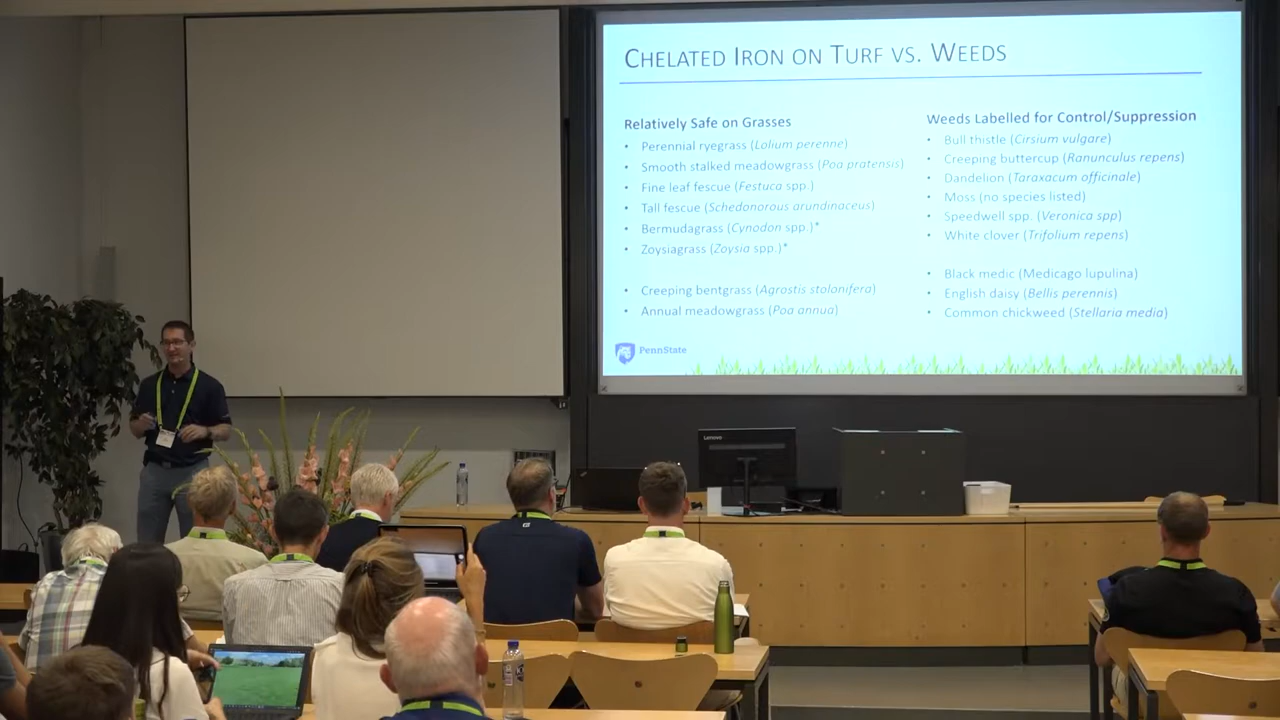 CHELATED IRON ON TURF VS. WEEDS
Relatively Safe on Grasses
• Perennial ryegrass (Lolium perenne)
• Smooth stalked meadowgrass (Poa pratensis)
• Fine leaf fescue (Festuca spp.)
• Tall fescue (Schedonorous arundinaceus)
• Bermudagrass (Cynodon spp.)*
• Zoysiagrass (Zoysia spp.)*
• Creeping bentgrass (Agrostis stolonifera)
• Annual meadowgrass (Poa annua)
Weeds Labelled for Control/Suppression
• Bull thistle (Cirsium vulgare)
• Creeping buttercup (Ranunculus repens)
• Dandelion (Taraxacum officinale)
• Moss (no species listed)
• Speedwell spp. (Veronica spp)
• White clover (Trifolium repens)
• Black medic (Medicago lupulina)
• English daisy (Bellis perennis)
• Common chickweed (Stellaria media)
PennState
Lenovo